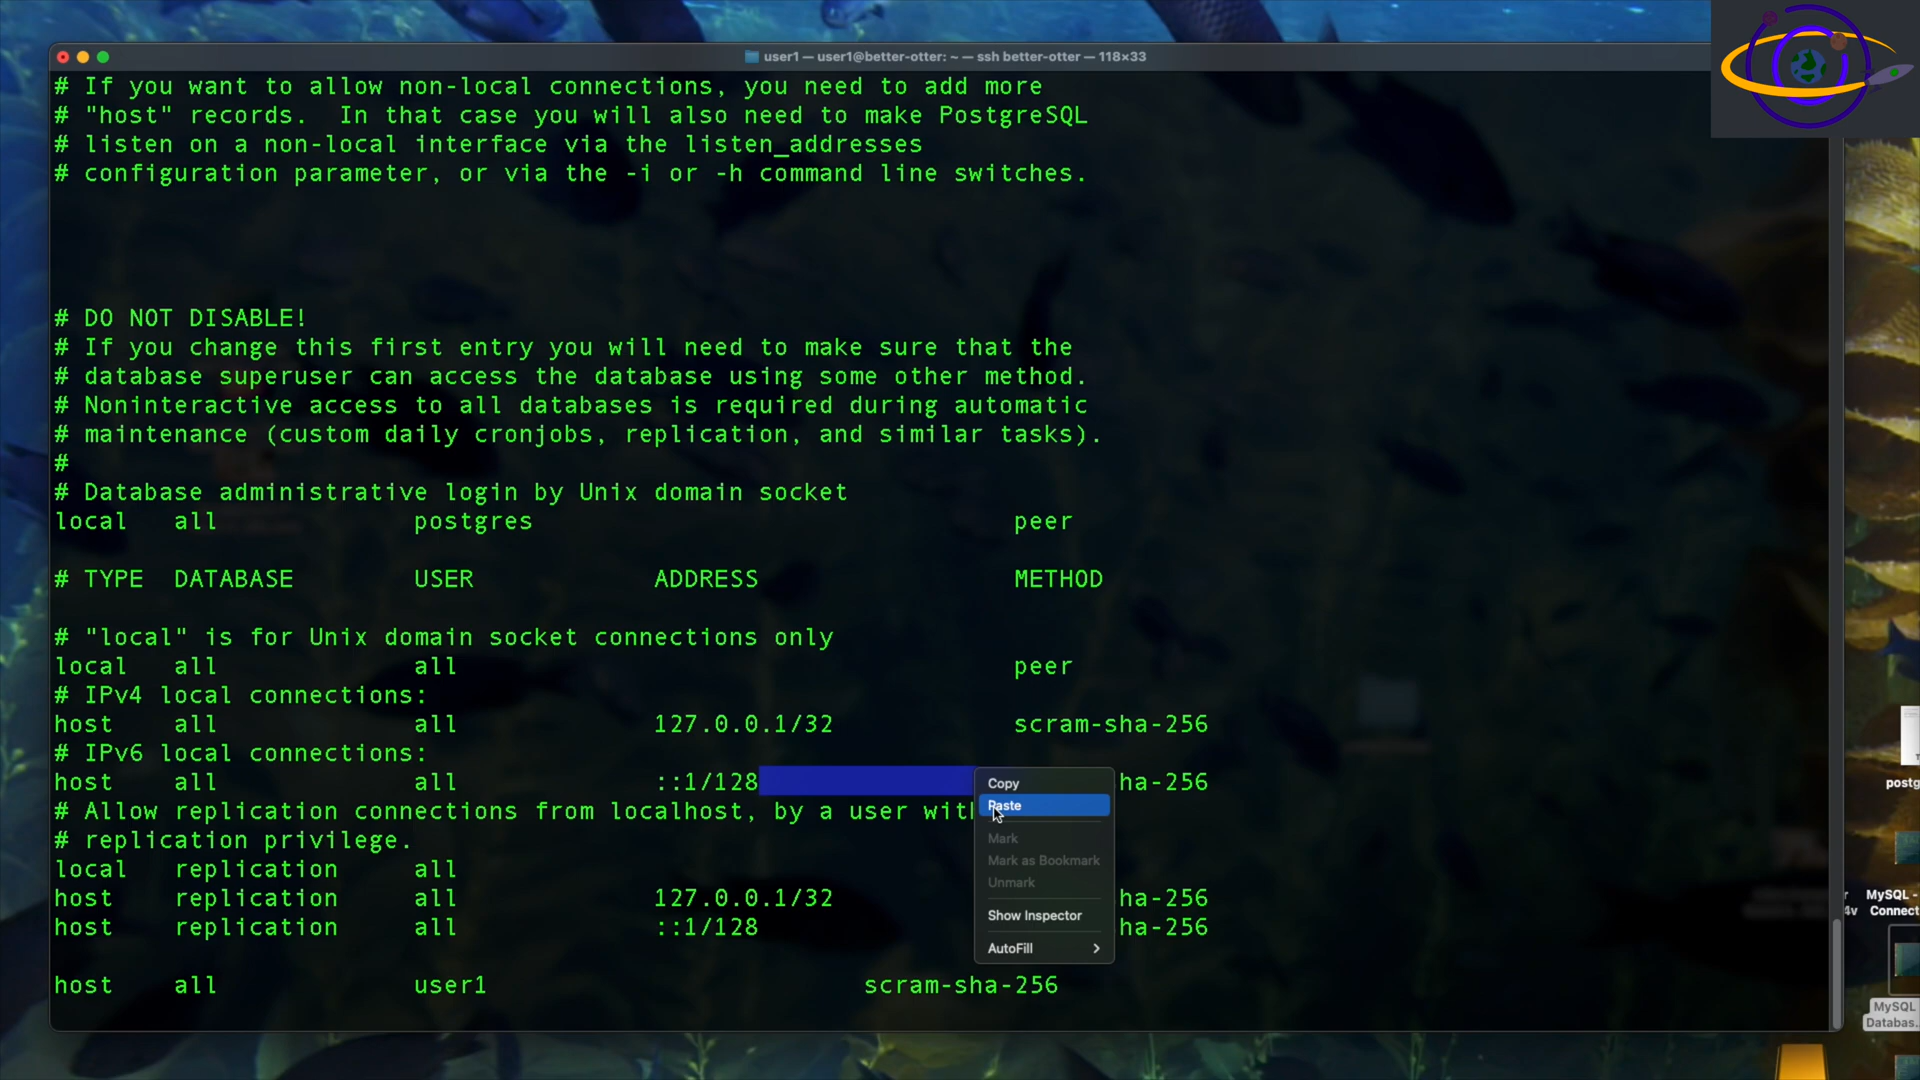 user1 — user1@better-otter: ~ — ssh better-otter — 118×33
# If you want to allow non-local connections, you need to add more
# "host" records.  In that case you will also need to make PostgreSQL
# listen on a non-local interface via the listen_addresses
# configuration parameter, or via the -i or -h command line switches.
# DO NOT DISABLE!
# If you change this first entry you will need to make sure that the
# database superuser can access the database using some other method.
# Noninteractive access to all databases is required during automatic
# maintenance (custom daily cronjobs, replication, and similar tasks).
#
# Database administrative login by Unix domain socket
local   all             postgres                                peer
# TYPE  DATABASE        USER            ADDRESS                 METHOD
# "local" is for Unix domain socket connections only
local   all             all                                     peer
# IPv4 local connections:
host    all             all             127.0.0.1/32            scram-sha-256
# IPv6 local connections:
host    all             all             ::1/128                 ha-256
# Allow replication connections from localhost, by a user with
# replication privilege.
local   replication     all
host    replication     all             127.0.0.1/32            ha-256
host    replication     all             ::1/128                 ha-256
host    all             user1                         scram-sha-256
Copy
Paste
Mark
Mark as Bookmark
Unmark
Show Inspector
AutoFill
postg
MySQL -
Connect
MySQL
Databas...